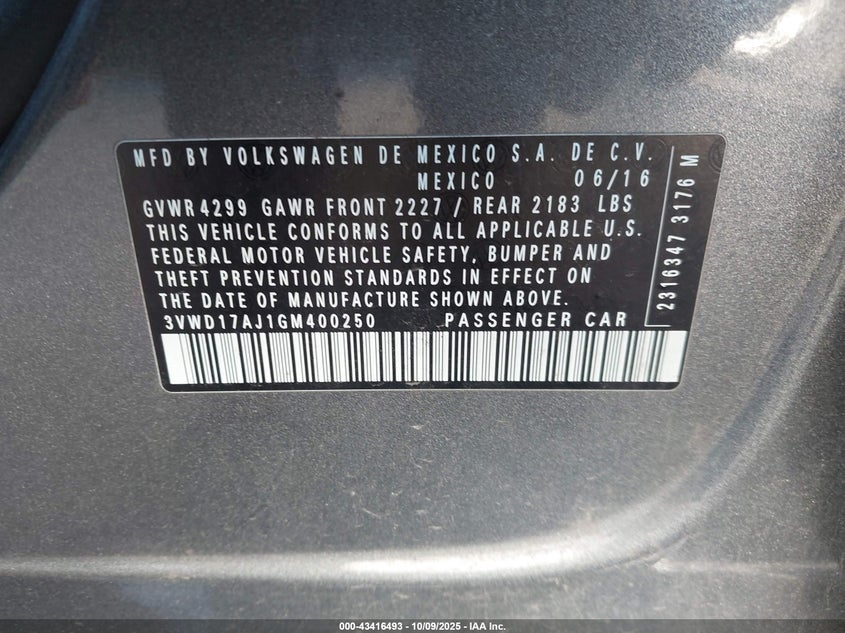 MFD BY VOLKSWAGEN DE MEXICO S.A. DE C.V.
MEXICO 06/16
GVWR 4299 GAWR FRONT 2227 / REAR 2183 LBS
THIS VEHICLE CONFORMS TO ALL APPLICABLE U.S.
FEDERAL MOTOR VEHICLE SAFETY, BUMPER AND
THEFT PREVENTION STANDARDS IN EFFECT ON
THE DATE OF MANUFACTURE SHOWN ABOVE.
3VWD17AJ1GM400250 PASSENGER CAR
2316347 3176 M
000-43416493 - 10/09/2025 - IAA Inc.